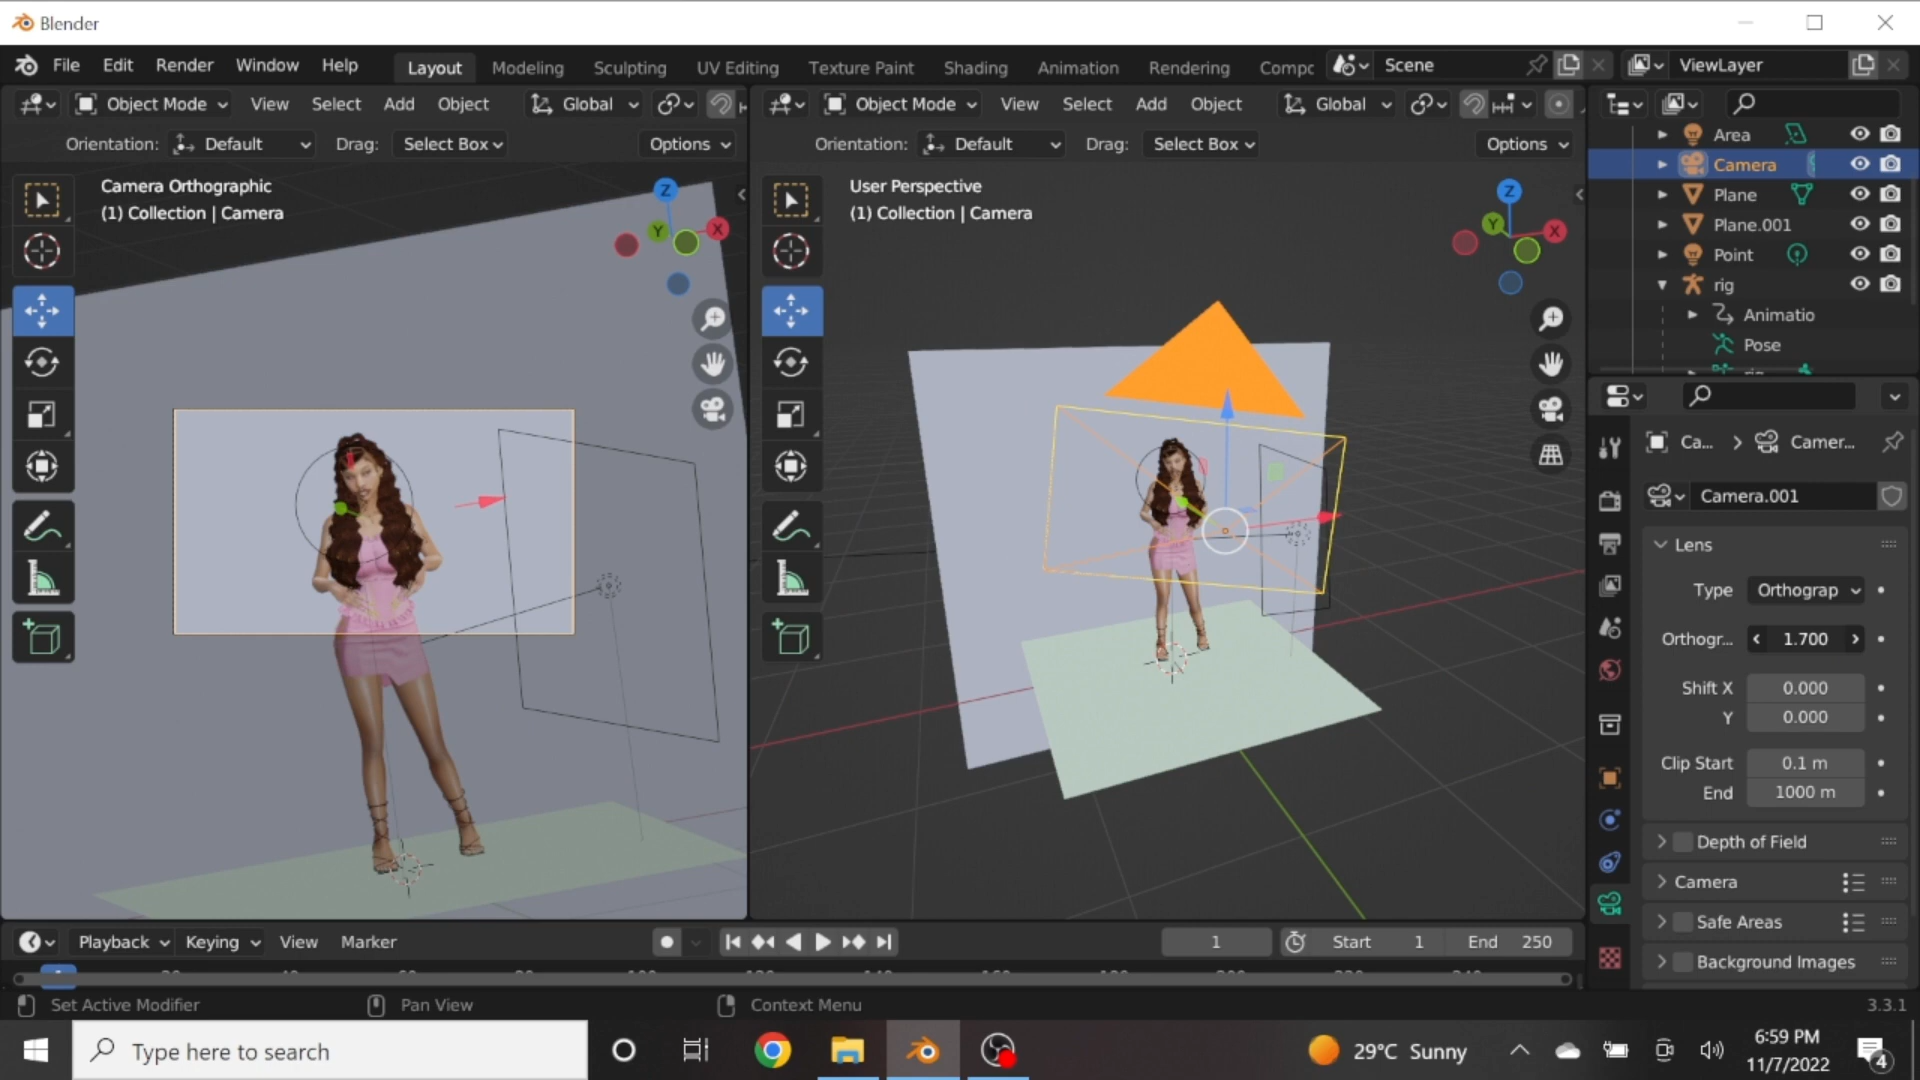 Blender
File Edit Render Window Help Layout Modeling Sculpting UV Editing Texture Paint Shading Animation Rendering Compc Scene ViewLayer
Object Mode View Select Add Object Global Object Mode View Select Add Object Global
Orientation: Default Drag: Select Box Options Orientation: Default Drag: Select Box Options
Camera Orthographic
(1) Collection | Camera
Z
Y
X
User Perspective
(1) Collection | Camera
Z
Y
X
Area
Camera
Plane
Plane.001
Point
rig
Animatio
Pose
Ca... Camer...
Camera.001
Lens
Type Orthograp
Orthogr... 1.700
Shift X 0.000
Y 0.000
Clip Start 0.1 m
End 1000 m
Depth of Field
Camera
Safe Areas
Background Images
Playback Keying View Marker 1 Start 1 End 250
Set Active Modifier Pan View Context Menu 3.3.1
Type here to search 29°C Sunny 6:59 PM
11/7/2022 4